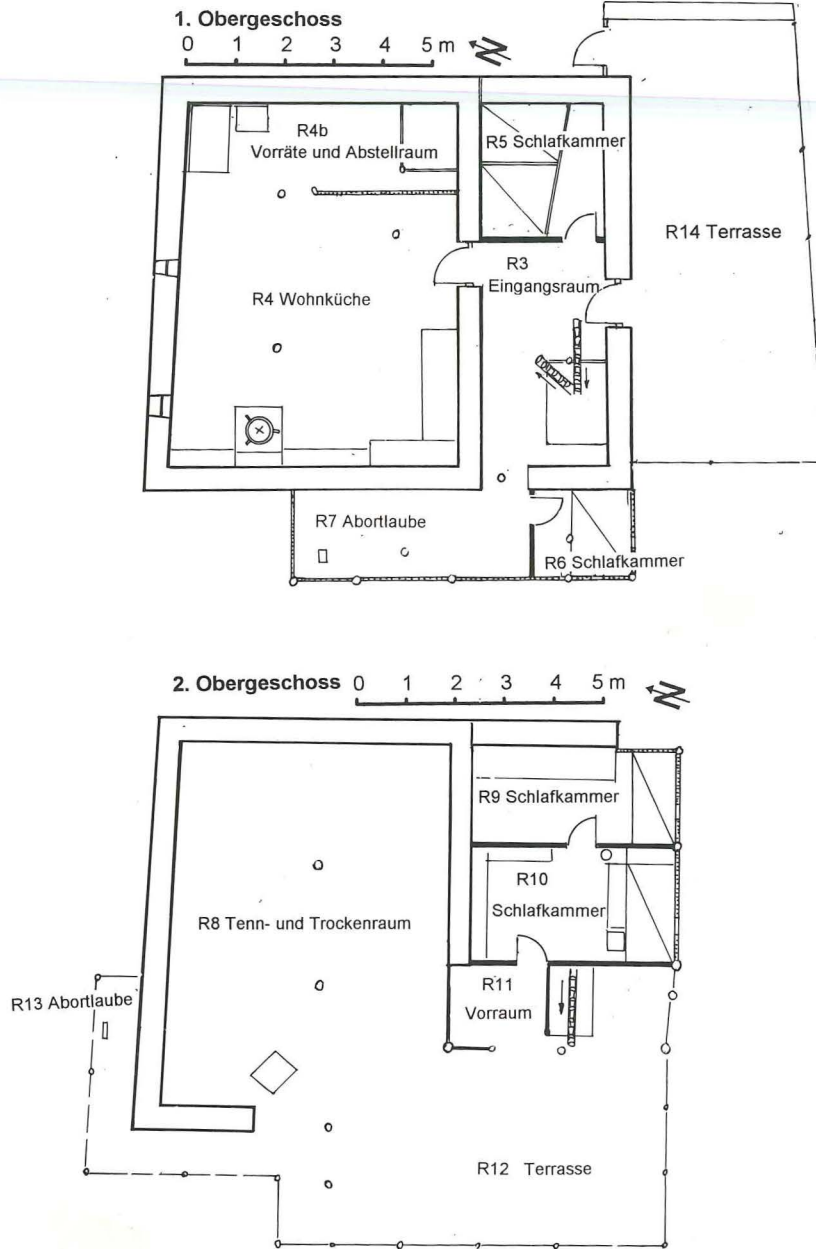 1. Obergeschoss
0 1 2 3 4 5 m
N
R4b
Vorräte und Abstellraum
R5 Schlafkammer
R14 Terrasse
R3
Eingangsraum
R4 Wohnküche
R7 Abortlaube
R6 Schlafkammer
2. Obergeschoss 0 1 2 3 4 5 m
N
R9 Schlafkammer
R10
Schlafkammer
R8 Tenn- und Trockenraum
R11
Vorraum
R13 Abortlaube
R12 Terrasse